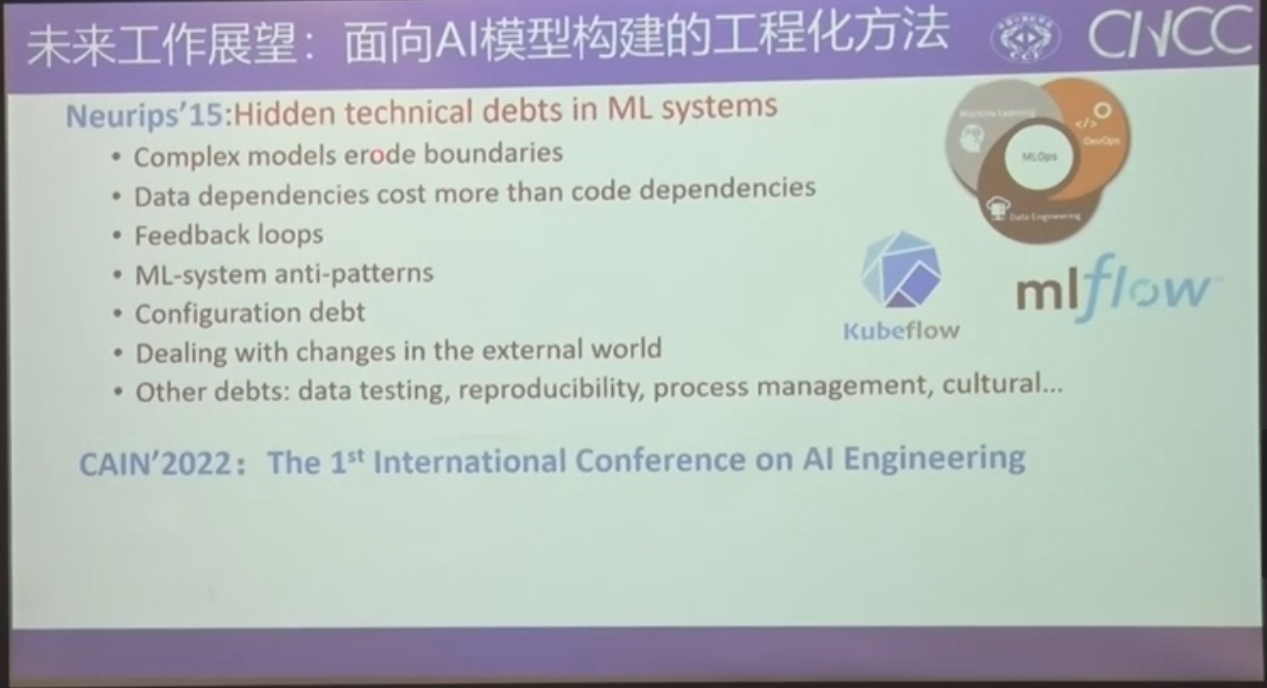 未来工作展望：面向AI模型构建的工程化方法
CNCC
Neurips'15:Hidden technical debts in ML systems
• Complex models erode boundaries
• Data dependencies cost more than code dependencies
• Feedback loops
• ML-system anti-patterns
• Configuration debt
• Dealing with changes in the external world
• Other debts: data testing, reproducibility, process management, cultural...
Machine Learning
</>
DevOps
MLOps
Data Engineering
Kubeflow
mlflow
CAIN'2022：The 1st International Conference on AI Engineering